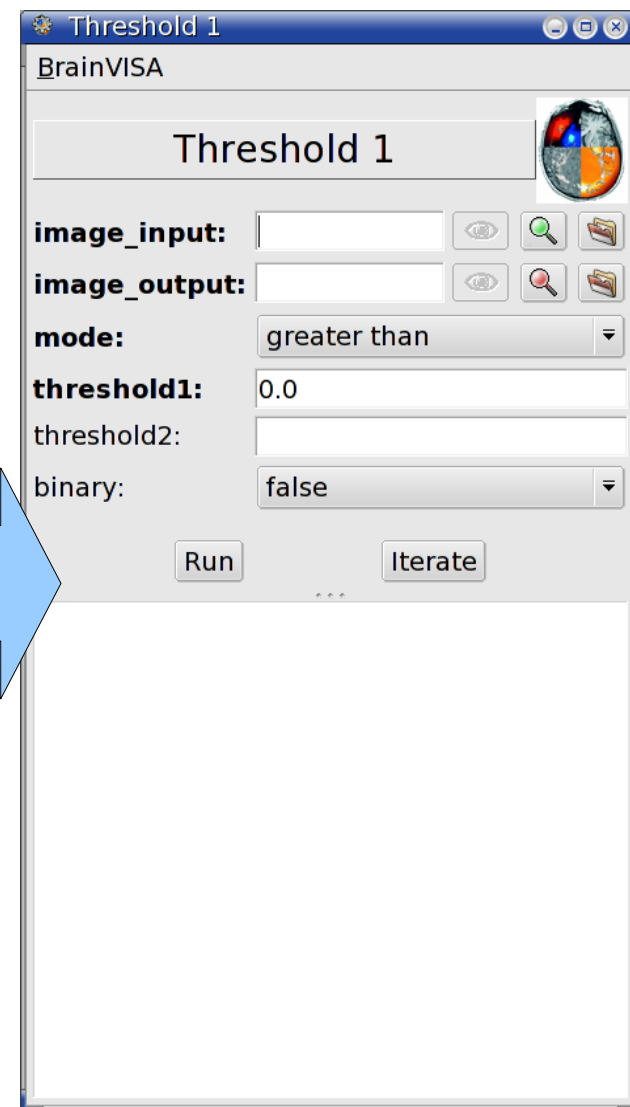 Threshold 1
BrainVISA
Threshold 1
image_input:
image_output:
mode: greater than
threshold1: 0.0
threshold2:
binary: false
Run Iterate